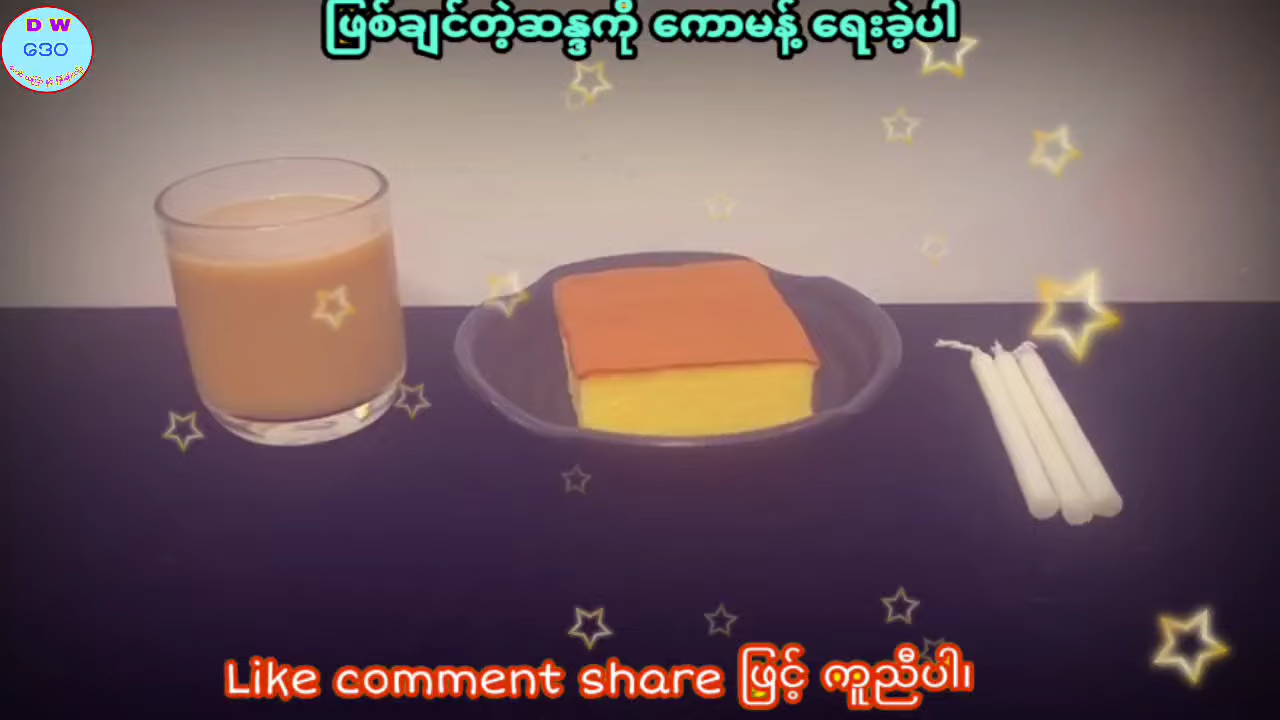 D W
ဖြစ်ချင်တဲ့ဆန္ဒကို ကောမန့် ရေးခဲ့ပါ
Like comment share ဖြင့် ကူညီပါ၊